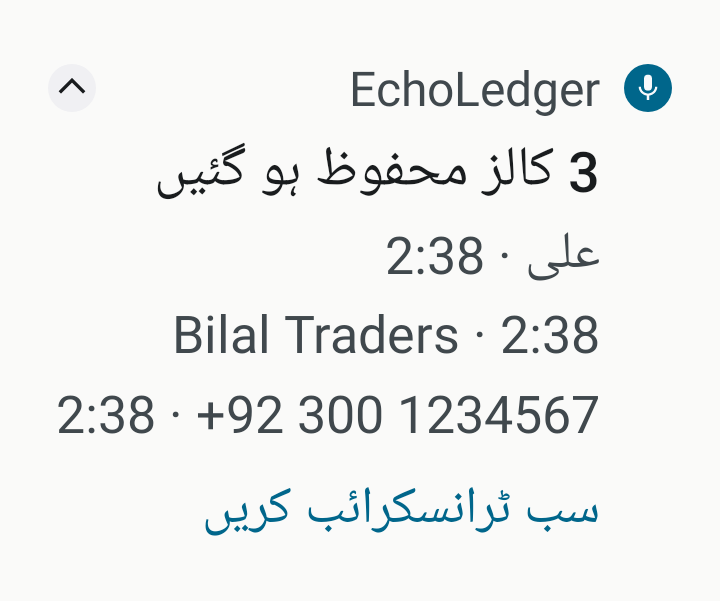 EchoLedger
3 کالز محفوظ ہو گئیں
علی · 2:38
Bilal Traders · 2:38
+92 300 1234567 · 2:38
سب ٹرانسکرائب کریں